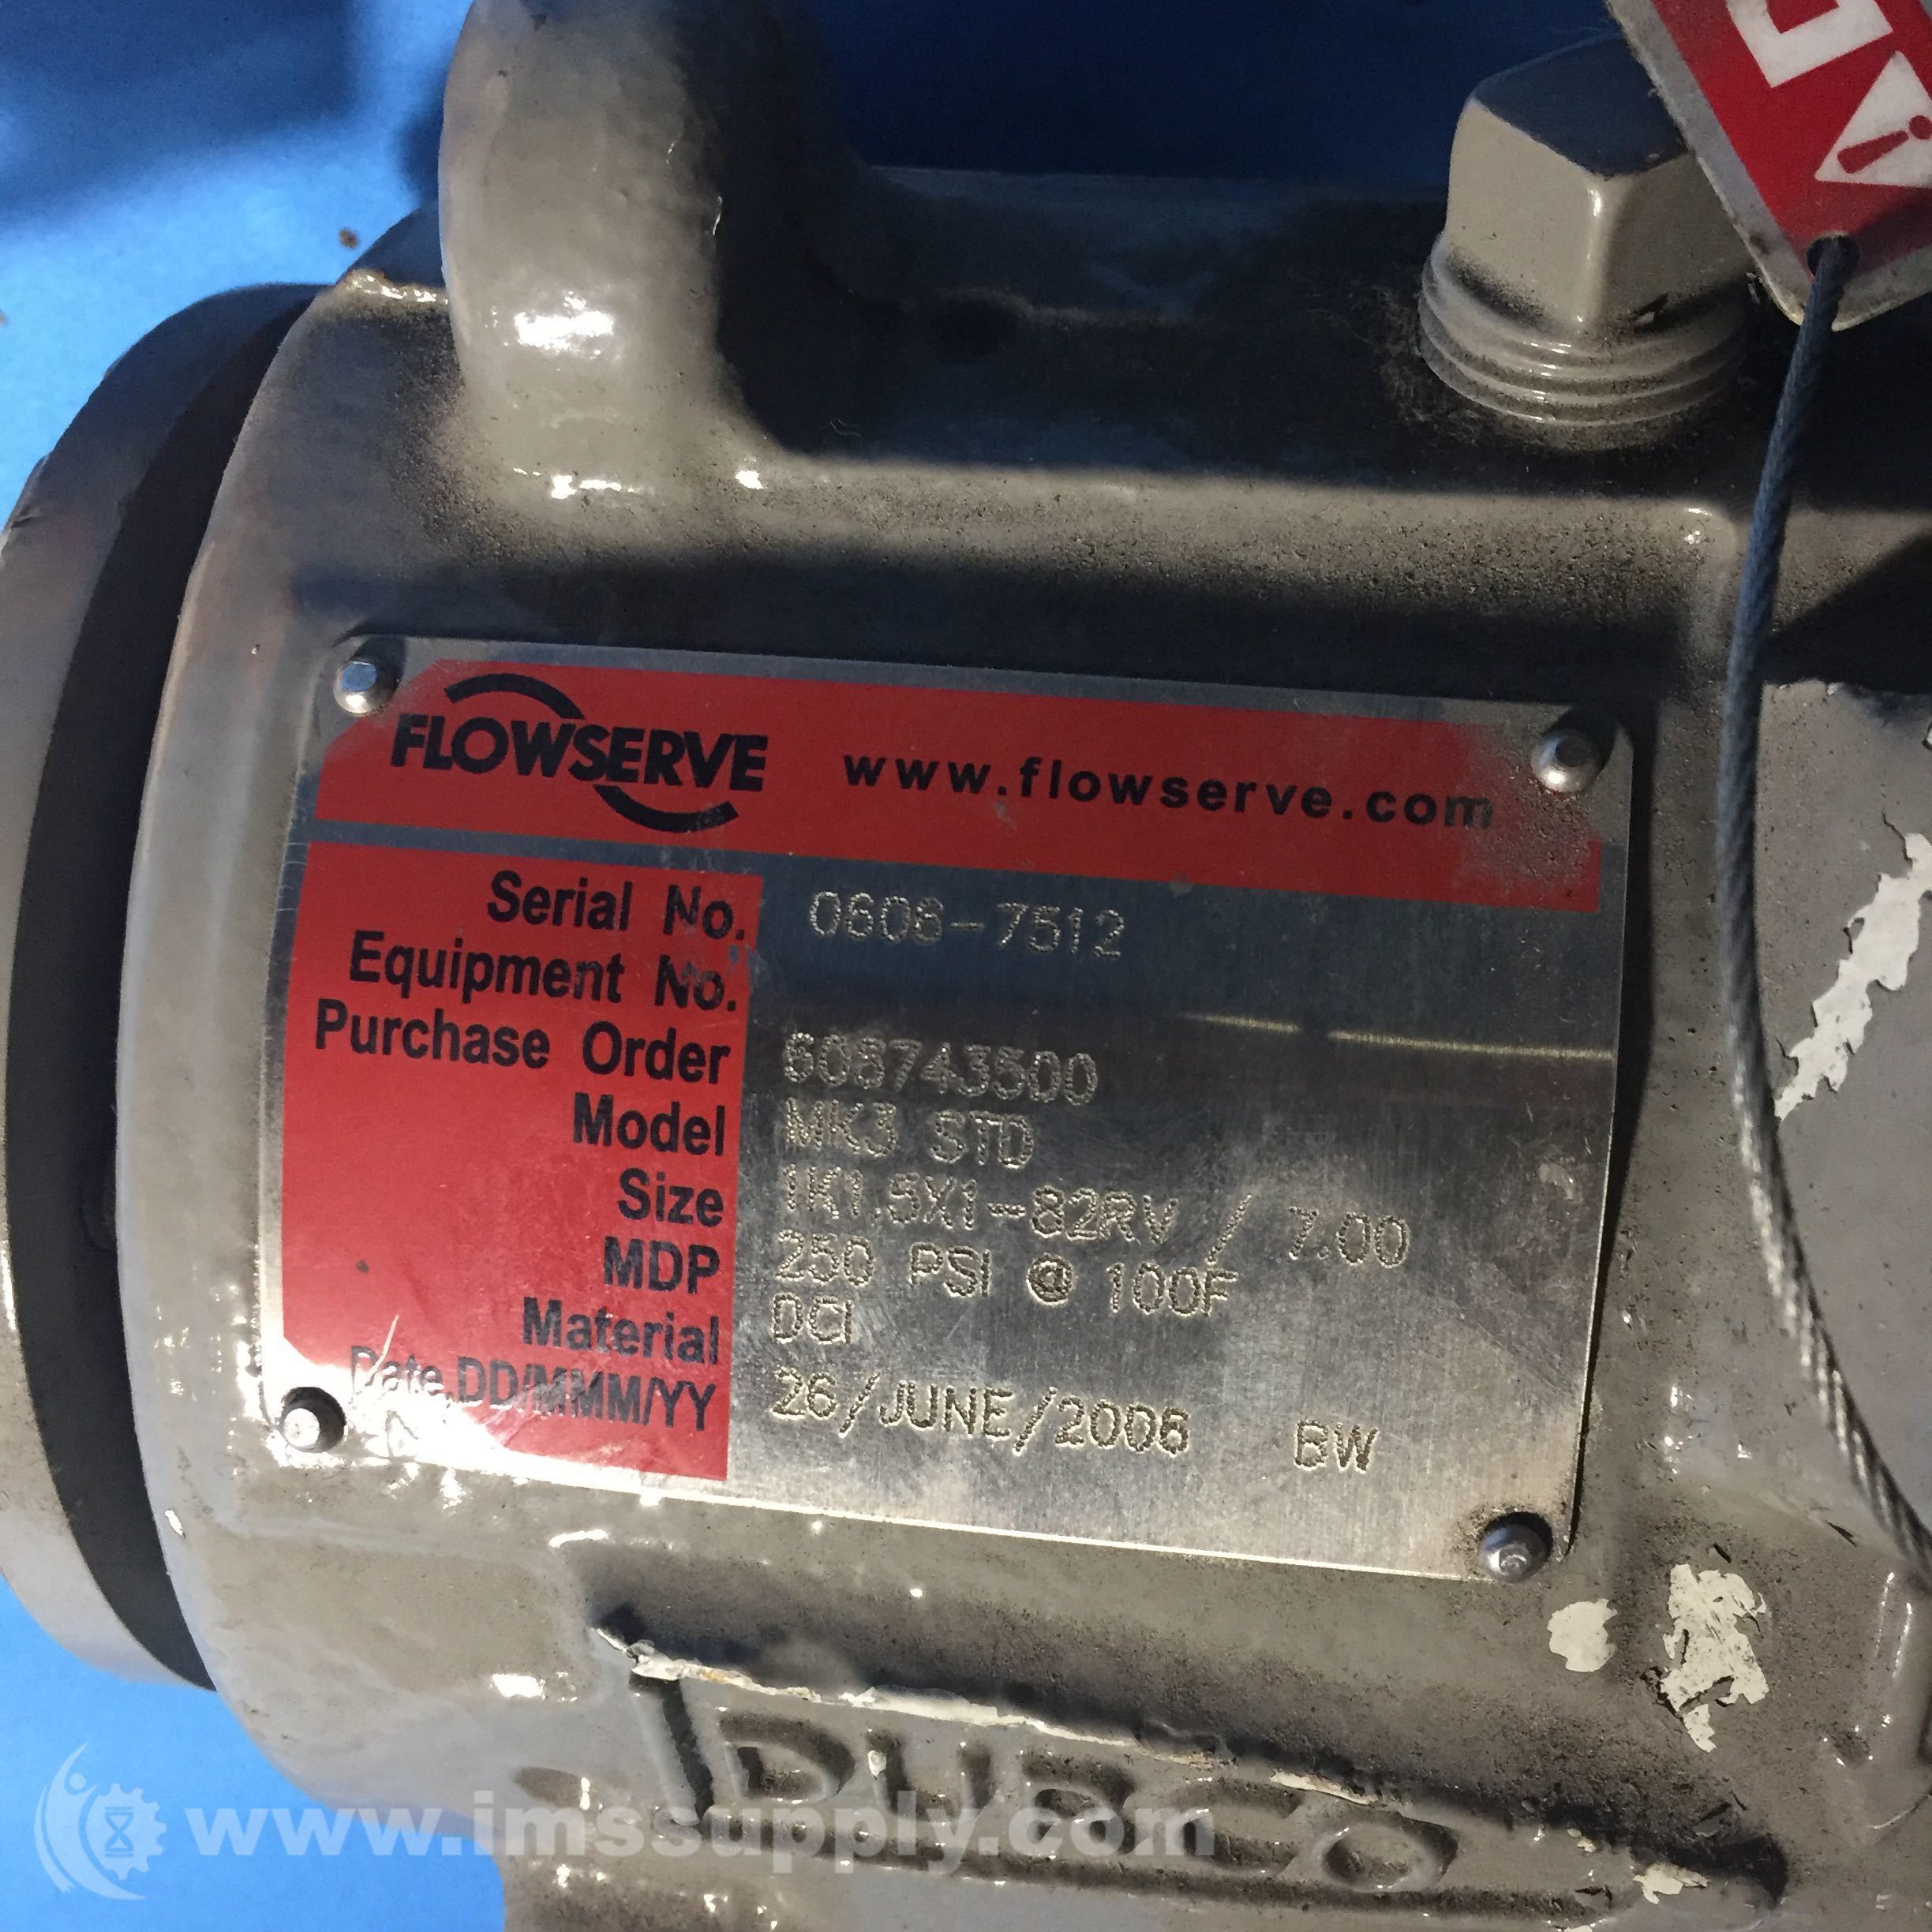 FLOWSERVE www.flowserve.com
Serial No. 0606-7512
Equipment No.
Purchase Order 606743500
Model MK3 STD
Size 1K1.5X1-82RV / 7.00
MDP 250 PSI @ 100F
Material DCI
Date,DD/MMM/YY 26/JUNE/2006 BW
DURCO
www.imssupply.com